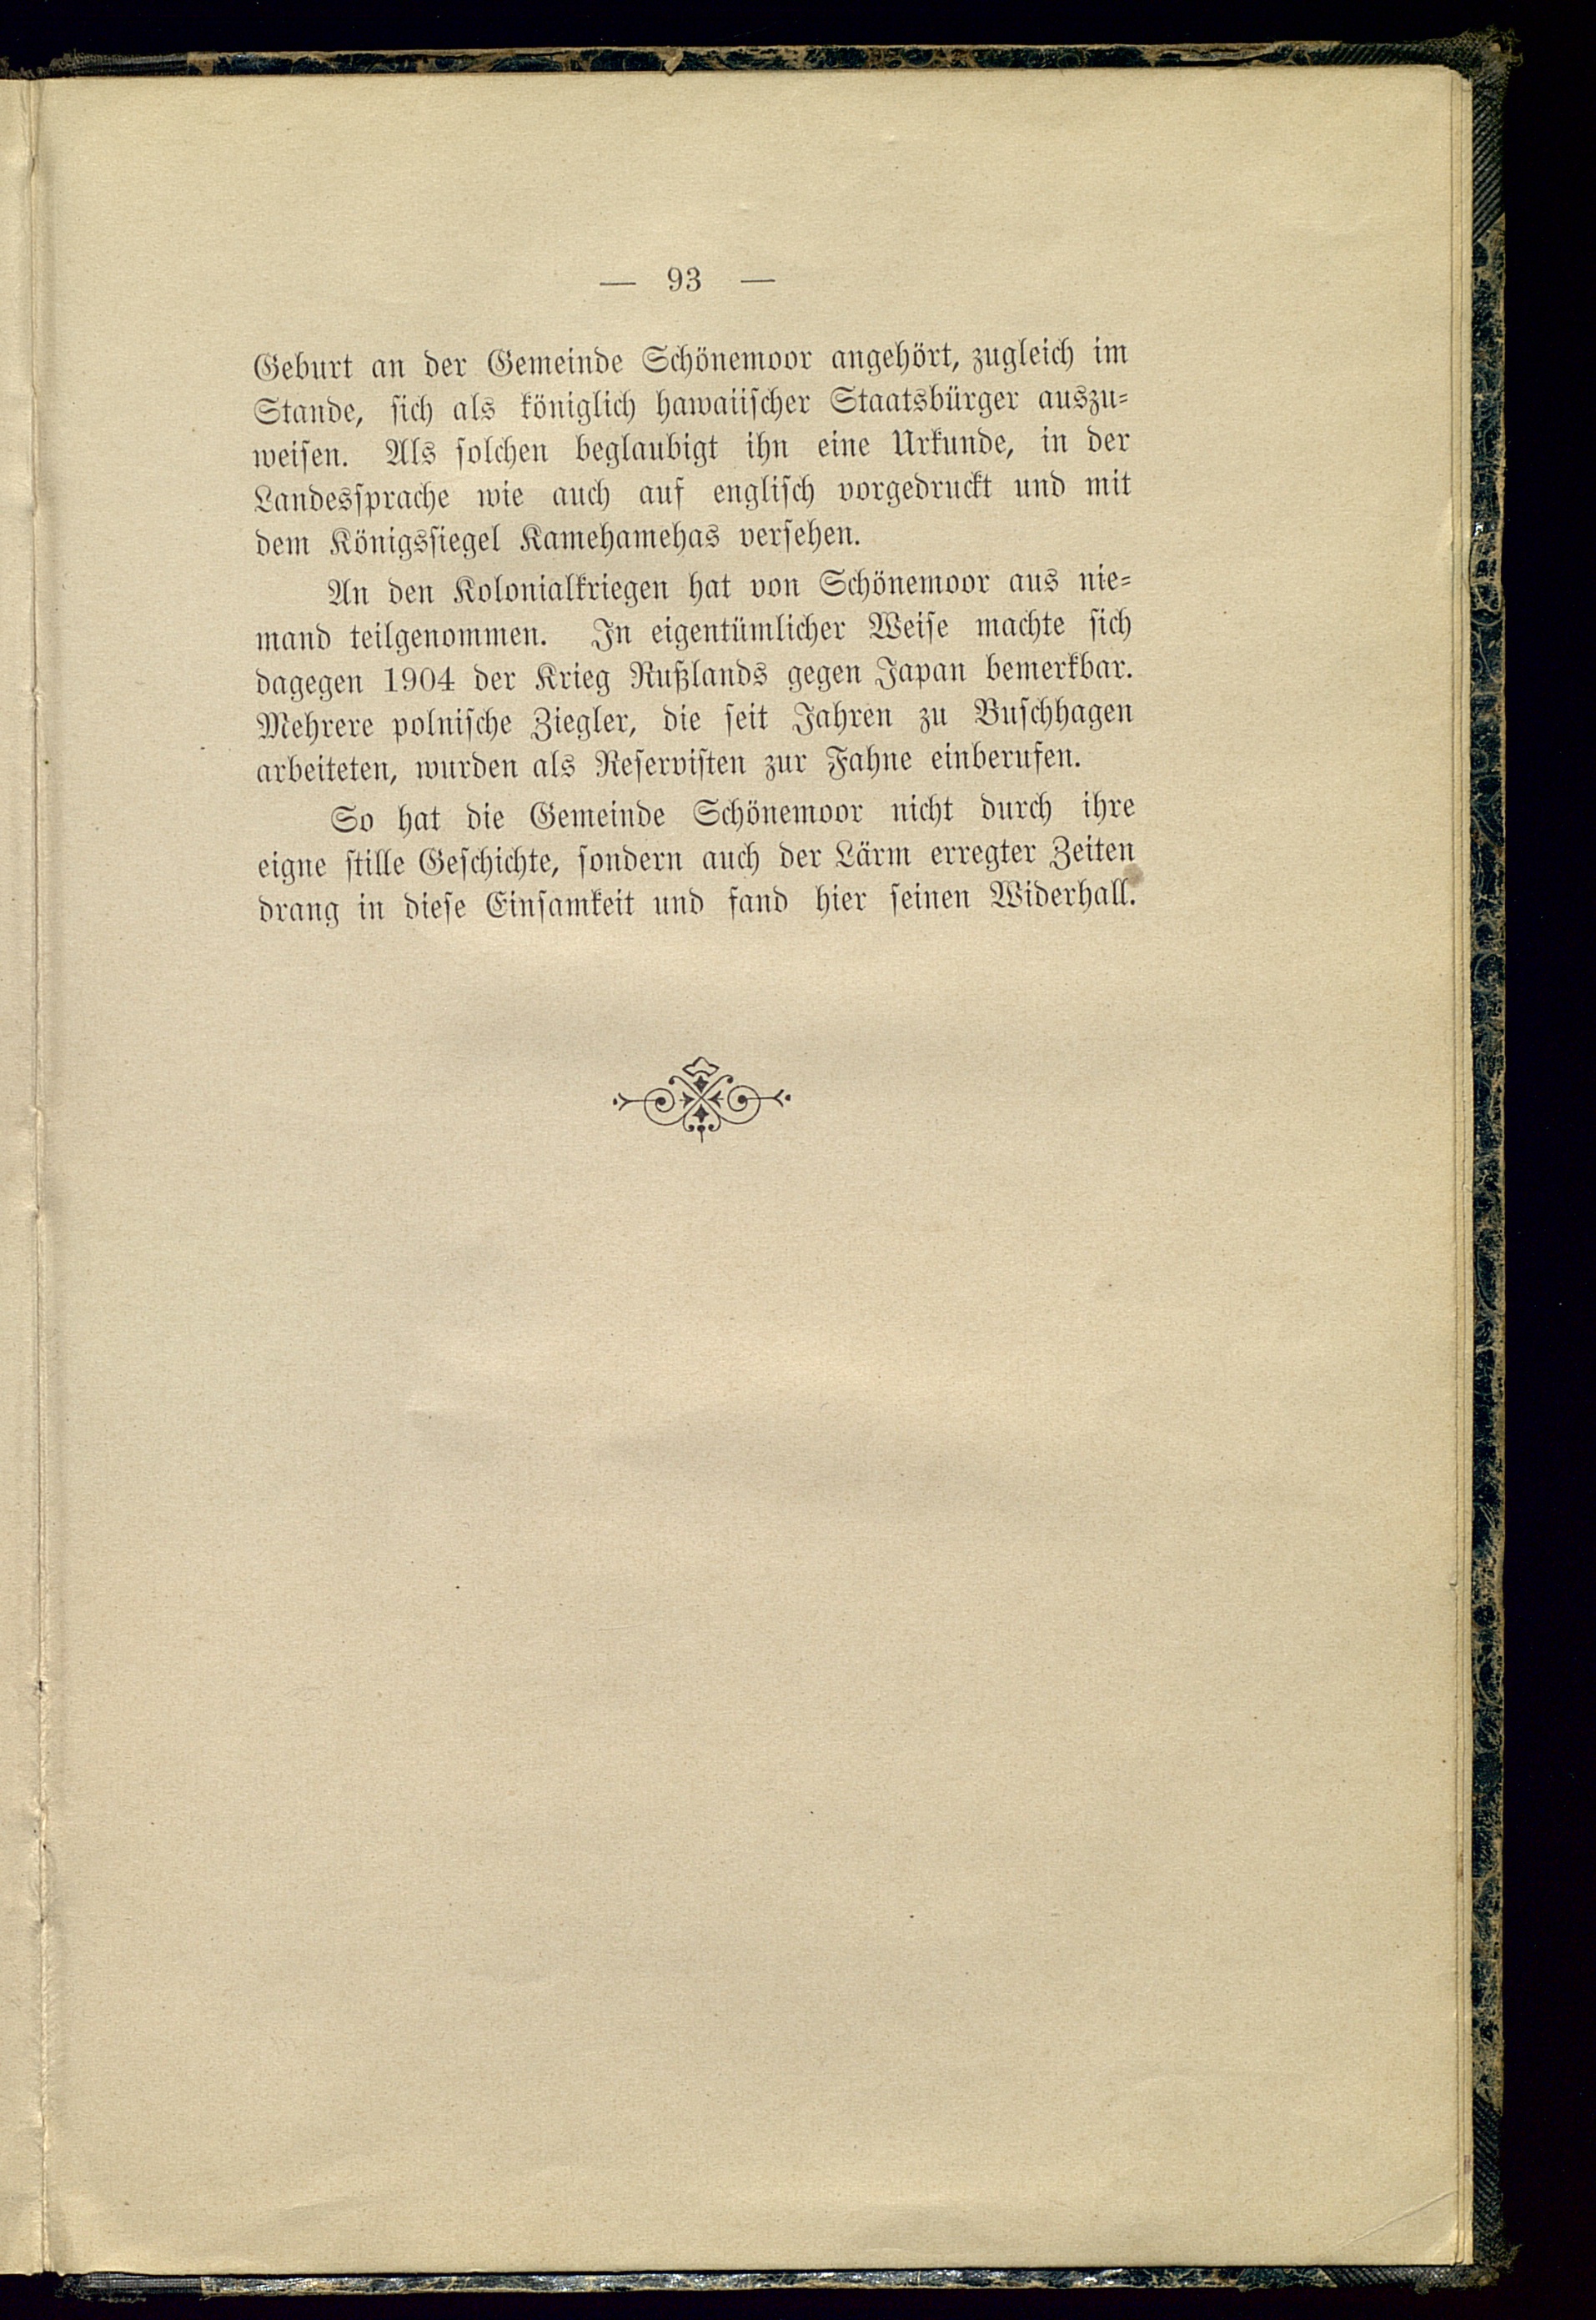 — 93 —
Geburt an der Gemeinde Schönemoor angehört, zugleich im
Stande, sich als königlich hawaiischer Staatsbürger auszu-
weisen. Als solchen beglaubigt ihn eine Urkunde, in der
Landessprache wie auch auf englisch vorgedruckt und mit
dem Königssiegel Kamehamehas versehen.
An den Kolonialkriegen hat von Schönemoor aus nie-
mand teilgenommen. In eigentümlicher Weise machte sich
dagegen 1904 der Krieg Rußlands gegen Japan bemerkbar.
Mehrere polnische Ziegler, die seit Jahren zu Buschhagen
arbeiteten, wurden als Reservisten zur Fahne einberufen.
So hat die Gemeinde Schönemoor nicht durch ihre
eigne stille Geschichte, sondern auch der Lärm erregter Zeiten
drang in diese Einsamkeit und fand hier seinen Widerhall.